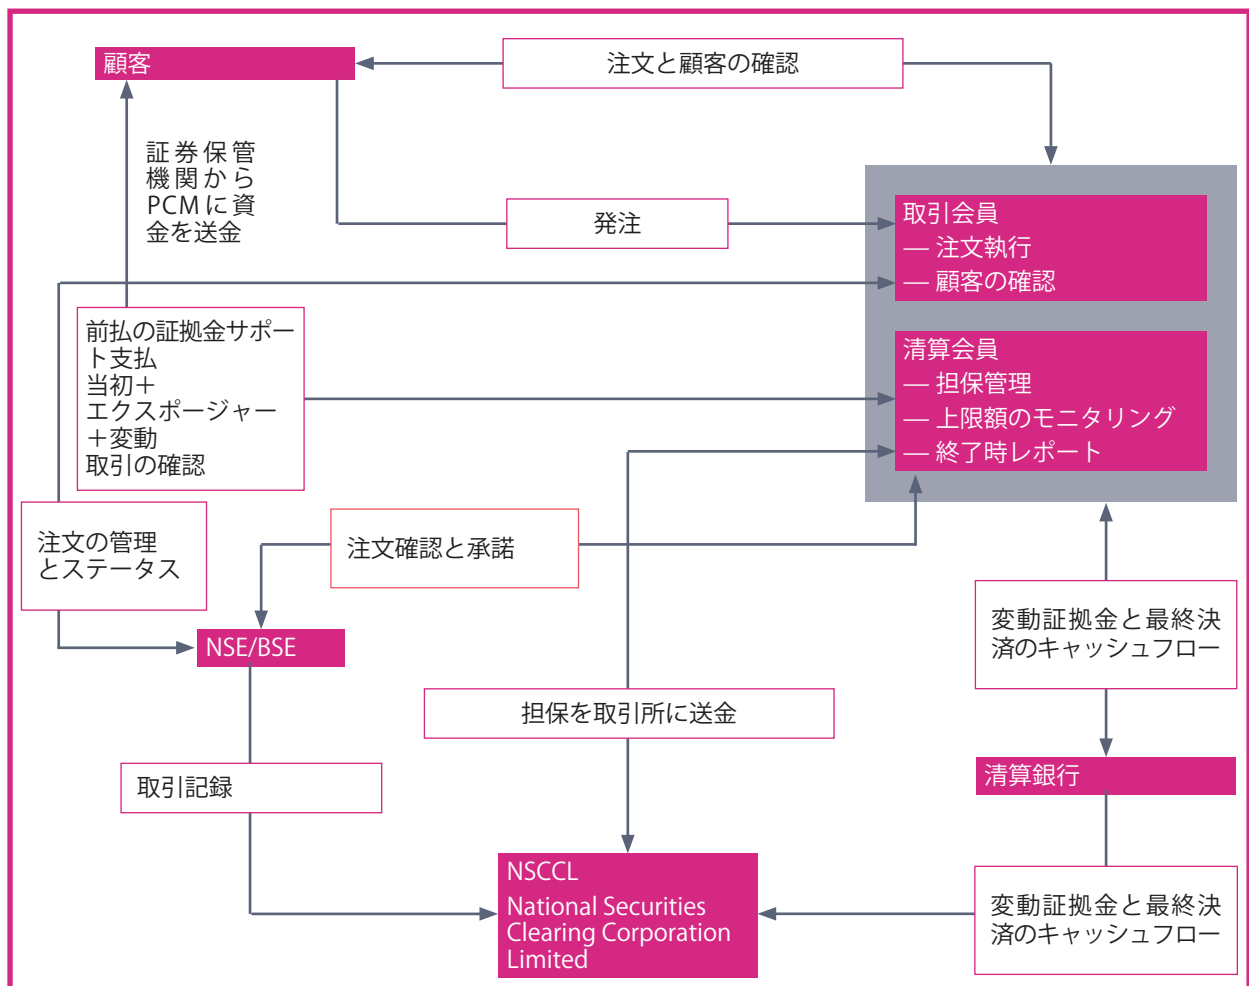 顧客
注文と顧客の確認
証券保管
機関から
PCMに資
金を送金
発注
取引会員
— 注文執行
— 顧客の確認
前払の証拠金サポー
ト支払
当初＋
エクスポージャー
＋変動
取引の確認
清算会員
— 担保管理
— 上限額のモニタリング
— 終了時レポート
注文の管理
とステータス
注文確認と承諾
変動証拠金と最終決
済のキャッシュフロー
NSE/BSE
担保を取引所に送金
取引記録
清算銀行
NSCCL
National Securities
Clearing Corporation
Limited
変動証拠金と最終決
済のキャッシュフロー